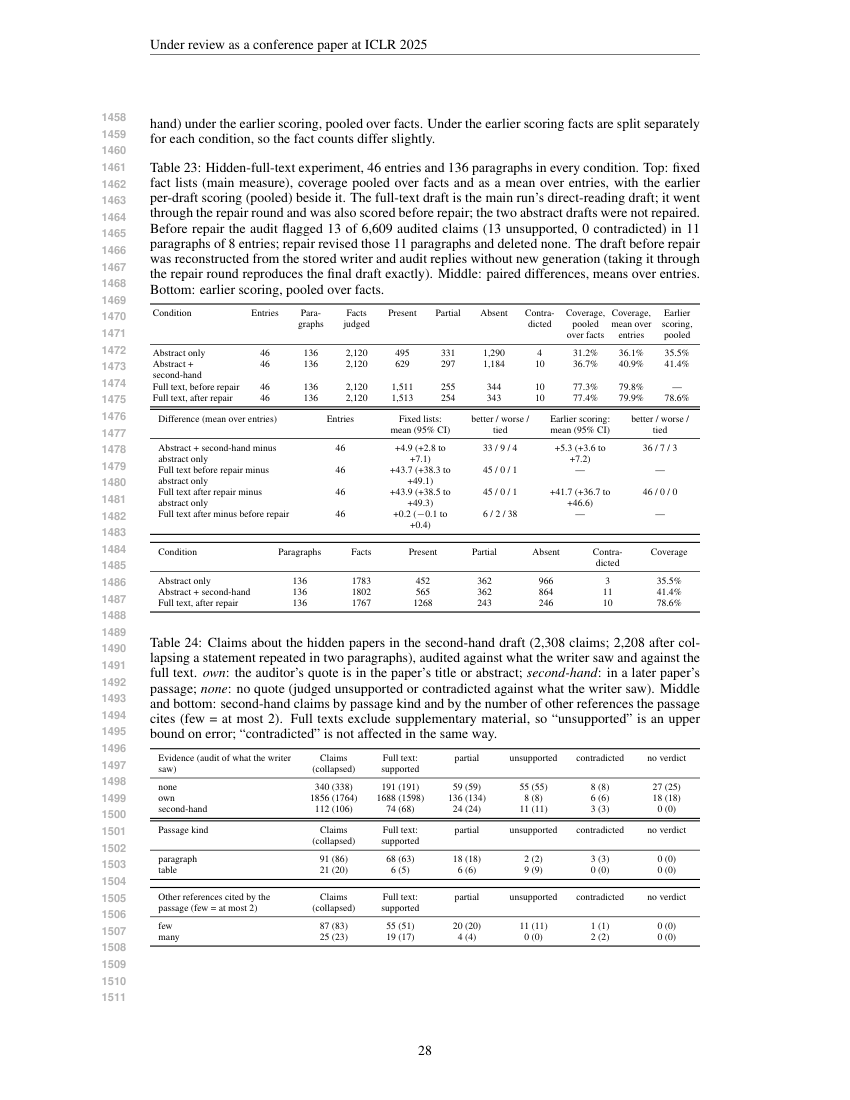 Under review as a conference paper at ICLR 2025
1458 hand) under the earlier scoring, pooled over facts. Under the earlier scoring facts are split separately
1459 for each condition, so the fact counts differ slightly.
1460
1461 Table 23: Hidden-full-text experiment, 46 entries and 136 paragraphs in every condition. Top: fixed
1462 fact lists (main measure), coverage pooled over facts and as a mean over entries, with the earlier
1463 per-draft scoring (pooled) beside it. The full-text draft is the main run's direct-reading draft; it went
1464 through the repair round and was also scored before repair; the two abstract drafts were not repaired.
1465 Before repair the audit flagged 13 of 6,609 audited claims (13 unsupported, 0 contradicted) in 11
1466 paragraphs of 8 entries; repair revised those 11 paragraphs and deleted none. The draft before repair
1467 was reconstructed from the stored writer and audit replies without new generation (taking it through
1468 the repair round reproduces the final draft exactly). Middle: paired differences, means over entries.
1469 Bottom: earlier scoring, pooled over facts.
1470 Condition Entries Para- Facts Present Partial Absent Contra- Coverage, Coverage, Earlier
1471 graphs judged dicted pooled mean over scoring,
over facts entries pooled
1472 Abstract only 46 136 2,120 495 331 1,290 4 31.2% 36.1% 35.5%
1473 Abstract + 46 136 2,120 629 297 1,184 10 36.7% 40.9% 41.4%
second-hand
1474 Full text, before repair 46 136 2,120 1,511 255 344 10 77.3% 79.8% —
1475 Full text, after repair 46 136 2,120 1,513 254 343 10 77.4% 79.9% 78.6%
1476 Difference (mean over entries) Entries Fixed lists: better / worse / Earlier scoring: better / worse /
1477 mean (95% CI) tied mean (95% CI) tied
1478 Abstract + second-hand minus 46 +4.9 (+2.8 to 33 / 9 / 4 +5.3 (+3.6 to 36 / 7 / 3
1479 abstract only +7.1) +7.2)
Full text before repair minus 46 +43.7 (+38.3 to 45 / 0 / 1 — —
1480 abstract only +49.1)
1481 Full text after repair minus 46 +43.9 (+38.5 to 45 / 0 / 1 +41.7 (+36.7 to 46 / 0 / 0
abstract only +49.3) +46.6)
1482 Full text after minus before repair 46 +0.2 (−0.1 to 6 / 2 / 38 — —
1483 +0.4)
1484 Condition Paragraphs Facts Present Partial Absent Contra- Coverage
1485 dicted
1486 Abstract only 136 1783 452 362 966 3 35.5%
1487 Abstract + second-hand 136 1802 565 362 864 11 41.4%
1488 Full text, after repair 136 1767 1268 243 246 10 78.6%
1489
1490 Table 24: Claims about the hidden papers in the second-hand draft (2,308 claims; 2,208 after col-
1491 lapsing a statement repeated in two paragraphs), audited against what the writer saw and against the
1492 full text. own: the auditor's quote is in the paper's title or abstract; second-hand: in a later paper's
1493 passage; none: no quote (judged unsupported or contradicted against what the writer saw). Middle
1494 and bottom: second-hand claims by passage kind and by the number of other references the passage
1495 cites (few = at most 2). Full texts exclude supplementary material, so “unsupported” is an upper
bound on error; “contradicted” is not affected in the same way.
1496 Evidence (audit of what the writer Claims Full text: partial unsupported contradicted no verdict
1497 saw) (collapsed) supported
1498 none 340 (338) 191 (191) 59 (59) 55 (55) 8 (8) 27 (25)
1499 own 1856 (1764) 1688 (1598) 136 (134) 8 (8) 6 (6) 18 (18)
1500 second-hand 112 (106) 74 (68) 24 (24) 11 (11) 3 (3) 0 (0)
1501 Passage kind Claims Full text: partial unsupported contradicted no verdict
1502 (collapsed) supported
1503 paragraph 91 (86) 68 (63) 18 (18) 2 (2) 3 (3) 0 (0)
table 21 (20) 6 (5) 6 (6) 9 (9) 0 (0) 0 (0)
1504
1505 Other references cited by the Claims Full text: partial unsupported contradicted no verdict
1506 passage (few = at most 2) (collapsed) supported
1507 few 87 (83) 55 (51) 20 (20) 11 (11) 1 (1) 0 (0)
1508 many 25 (23) 19 (17) 4 (4) 0 (0) 2 (2) 0 (0)
1509
1510
1511
28